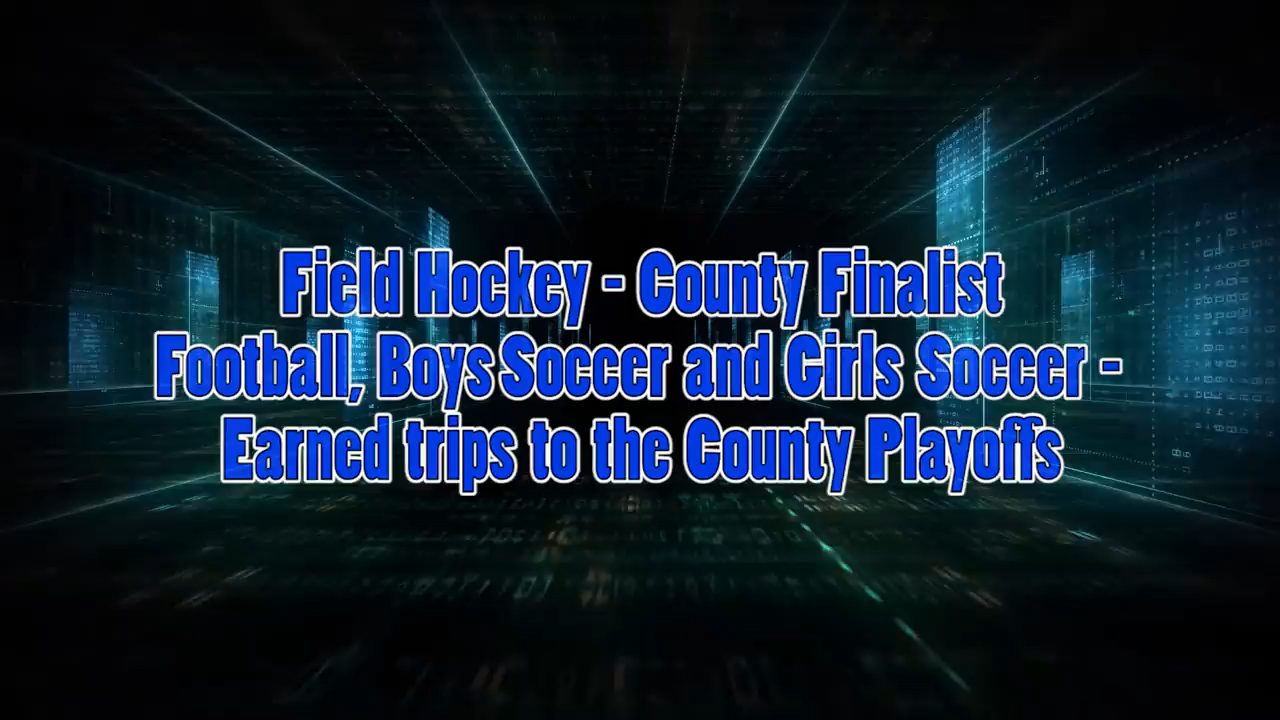 Field Hockey - County Finalist
Football, Boys Soccer and Girls Soccer -
Earned trips to the County Playoffs